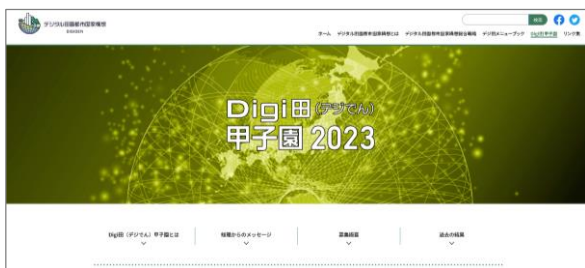 デジタル田園都市国家構想
DIGIDEN
検索
ホーム デジタル田園都市国家構想とは デジタル田園都市国家構想総合戦略 デジ田メニューブック Digi田甲子園 リンク集
Digi田(デジでん)
甲子園 2023
Digi田（デジでん）甲子園とは 総理からのメッセージ 募集概要 過去の結果